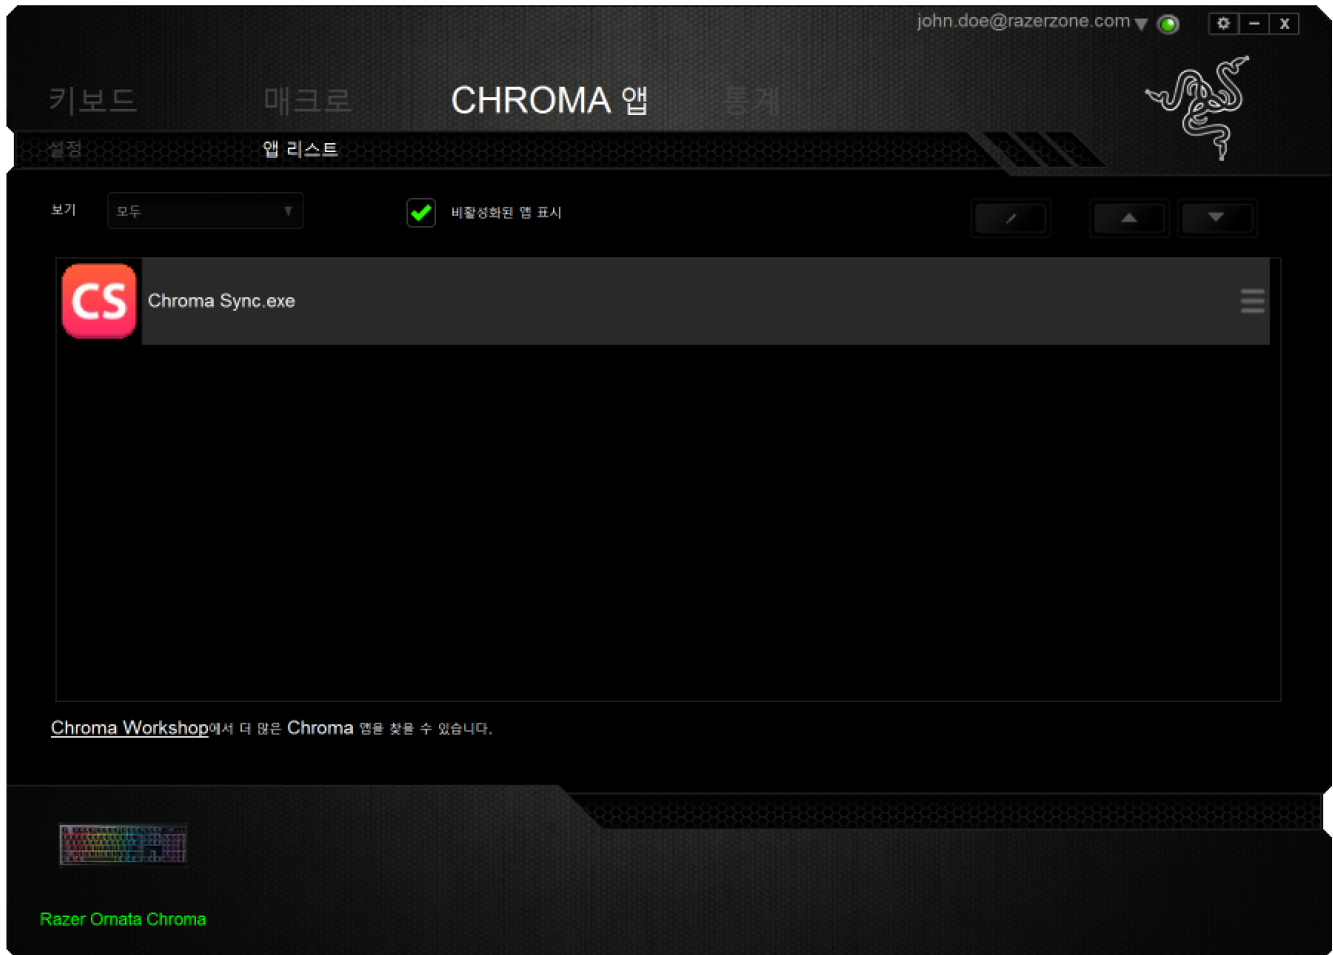 john.doe@razerzone.com
키보드 매크로 CHROMA 앱 통계
설정 앱 리스트
보기 모두 비활성화된 앱 표시
CS Chroma Sync.exe
Chroma Workshop에서 더 많은 Chroma 앱을 찾을 수 있습니다.
Razer Ornata Chroma